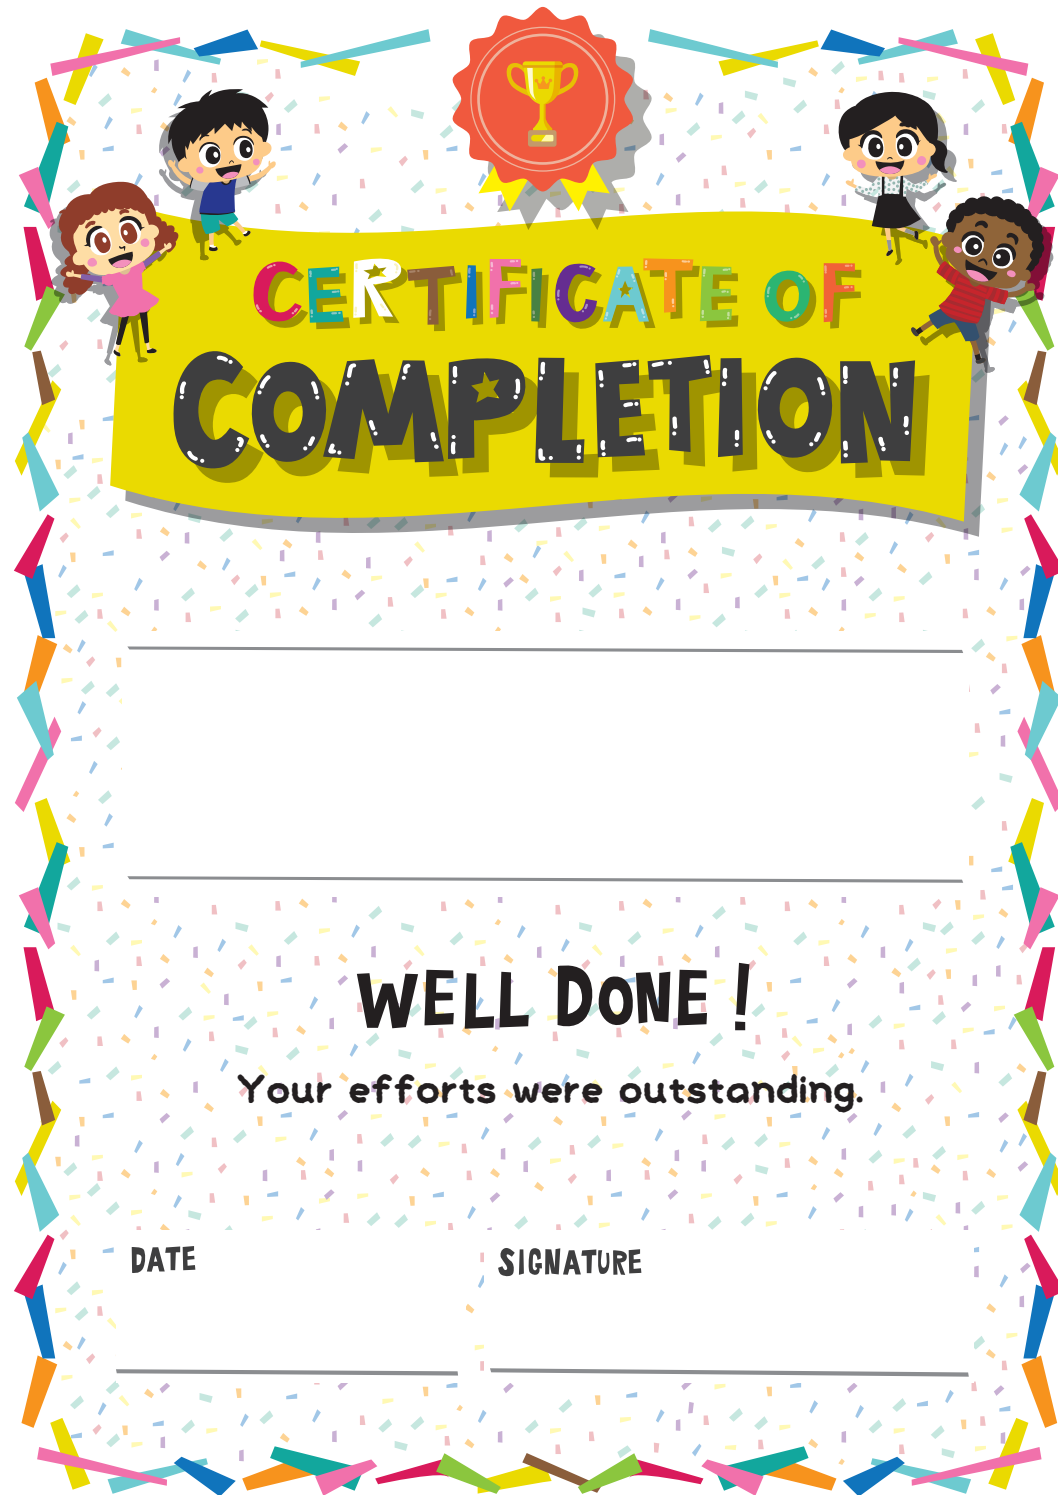 CERTIFICATE OF
COMPLETION
WELL DONE !
Your efforts were outstanding.
DATE
SIGNATURE